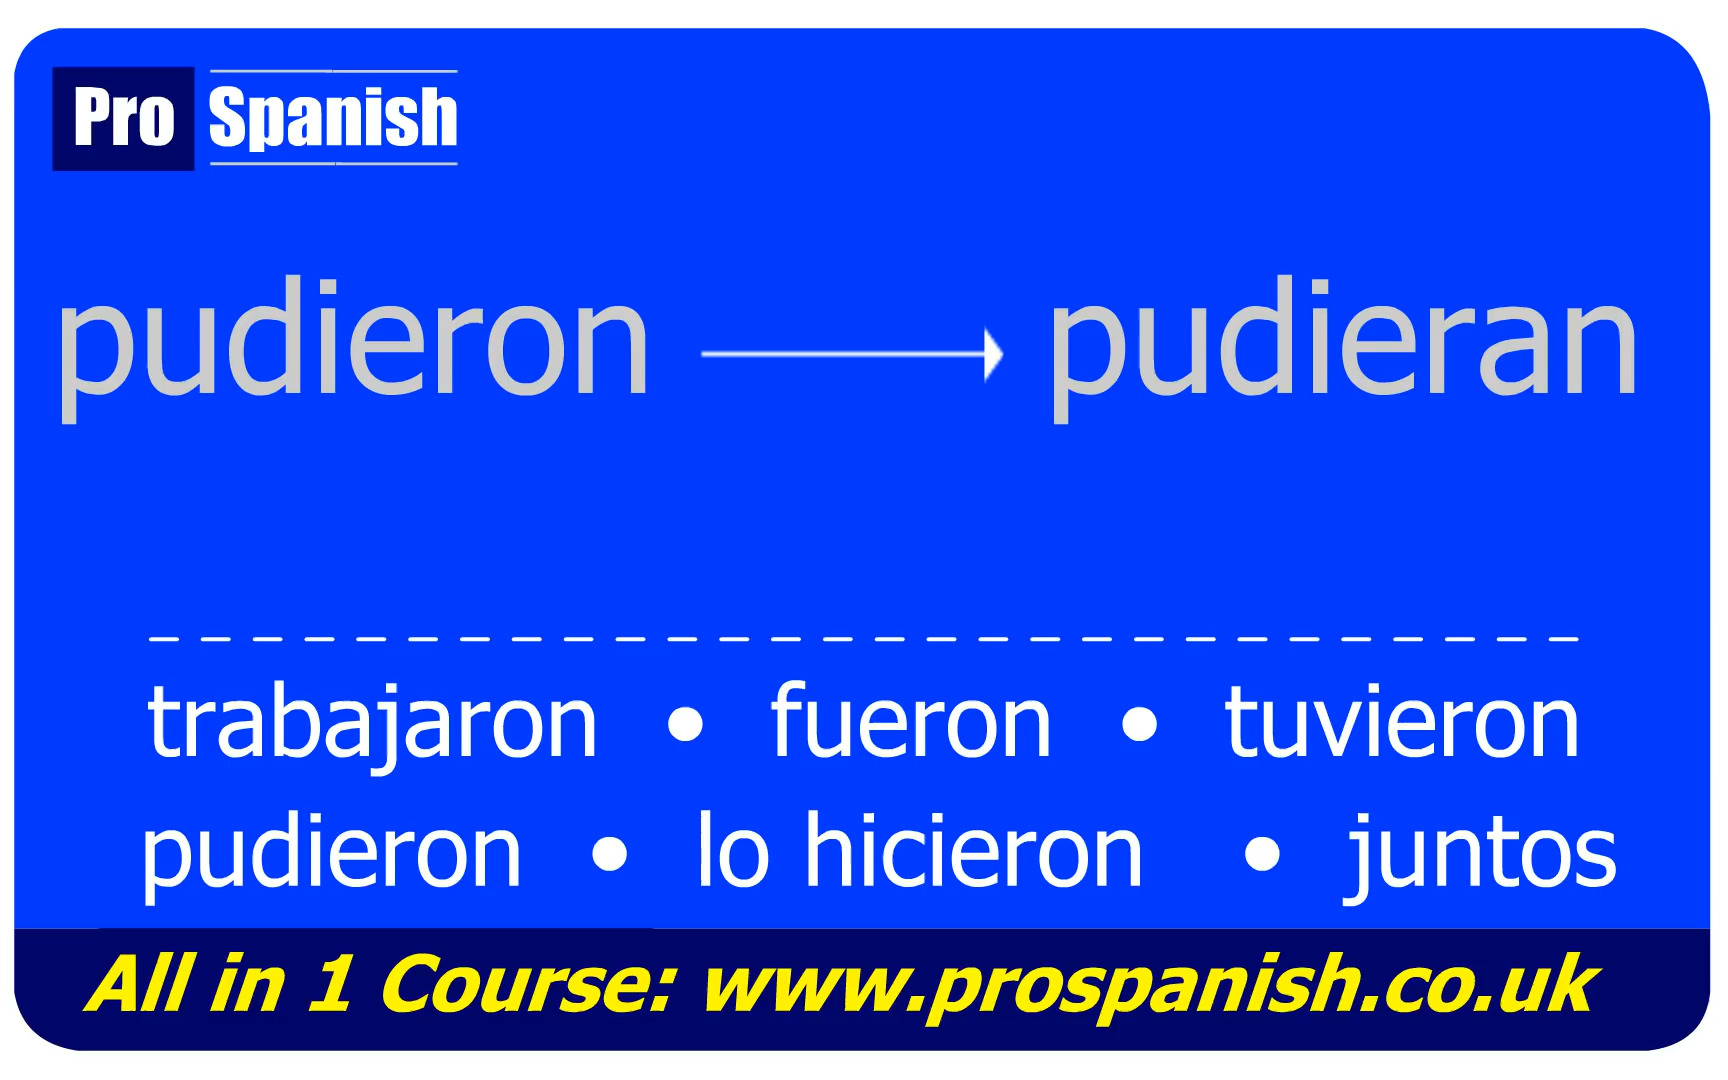 Pro Spanish
pudieron pudieran
trabajaron • fueron • tuvieron
pudieron • lo hicieron • juntos
All in 1 Course: www.prospanish.co.uk